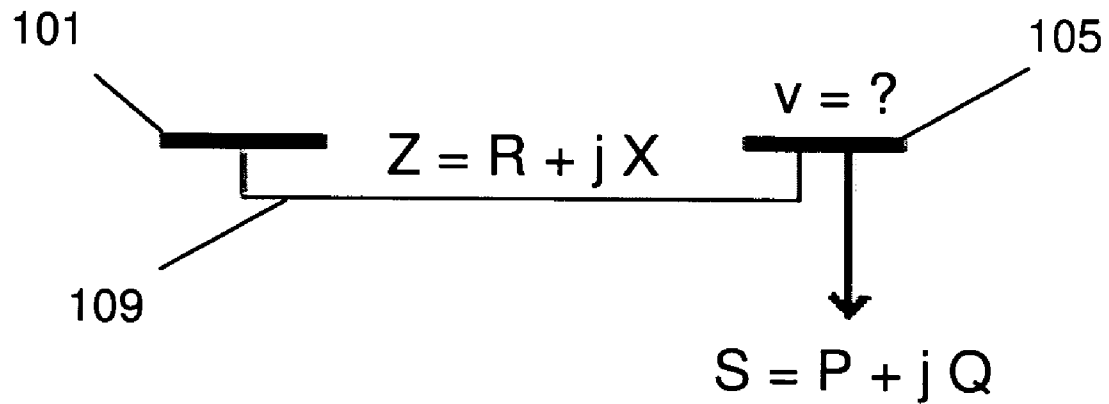 101
105
v = ?
Z = R + j X
109
S = P + j Q